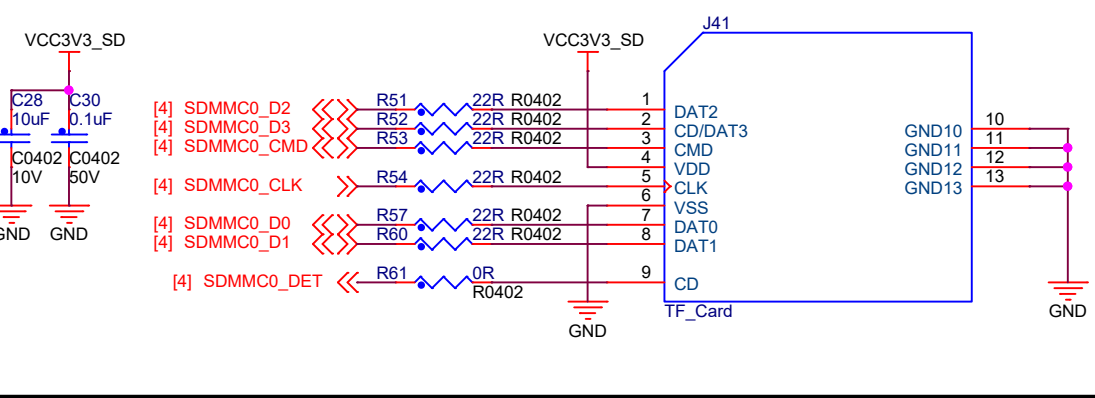 J41
VCC3V3_SD
VCC3V3_SD
C28
C30
10uF
0.1uF
C0402
C0402
10V
50V
GND
GND
[4] SDMMC0_D2
R51
22R R0402
1
DAT2
[4] SDMMC0_D3
R52
22R R0402
2
CD/DAT3
[4] SDMMC0_CMD
R53
22R R0402
3
CMD
4
VDD
[4] SDMMC0_CLK
R54
22R R0402
5
CLK
6
VSS
[4] SDMMC0_D0
R57
22R R0402
7
DAT0
[4] SDMMC0_D1
R60
22R R0402
8
DAT1
[4] SDMMC0_DET
R61
0R
R0402
9
CD
GND10
10
GND11
11
GND12
12
GND13
13
TF_Card
GND
GND